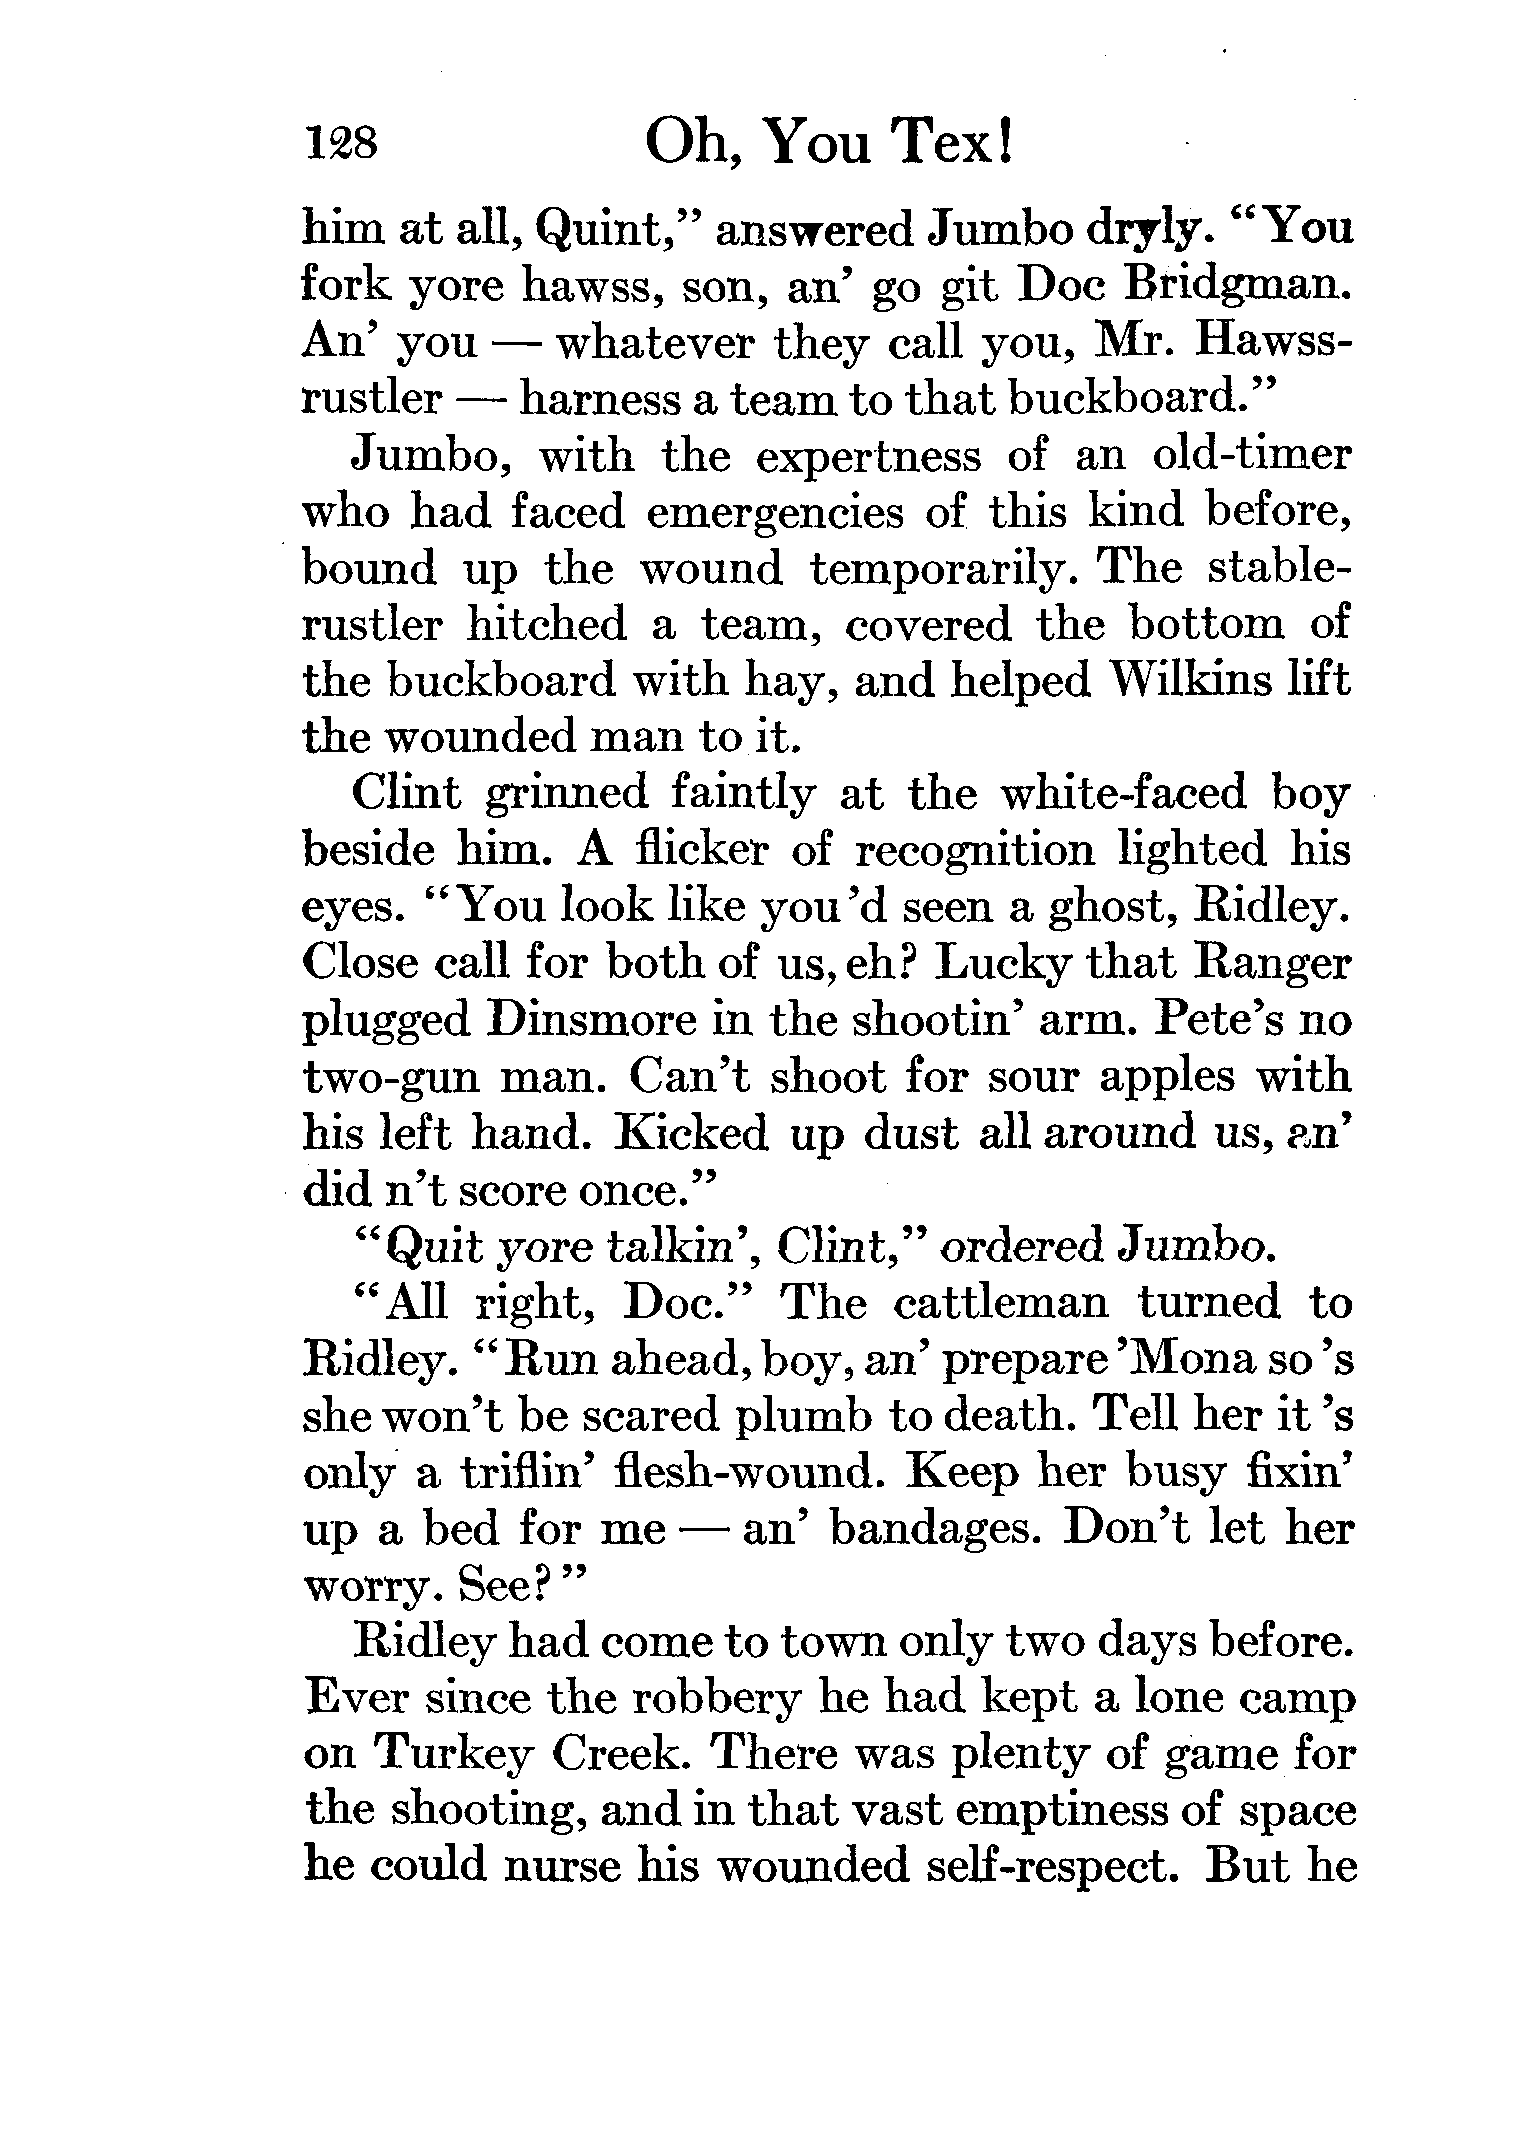 128 Oh, You Tex!
him at all, Quint,” answered Jumbo dryly. “You
fork yore hawss, son, an’ go git Doc Bridgman.
An’ you — whatever they call you, Mr. Hawss-
rustler — harness a team to that buckboard.”
Jumbo, with the expertness of an old-timer
who had faced emergencies of this kind before,
bound up the wound temporarily. The stable-
rustler hitched a team, covered the bottom of
the buckboard with hay, and helped Wilkins lift
the wounded man to it.
Clint grinned faintly at the white-faced boy
beside him. A flicker of recognition lighted his
eyes. “You look like you ’d seen a ghost, Ridley.
Close call for both of us, eh? Lucky that Ranger
plugged Dinsmore in the shootin’ arm. Pete’s no
two-gun man. Can’t shoot for sour apples with
his left hand. Kicked up dust all around us, an’
did n’t score once.”
“Quit yore talkin’, Clint,” ordered Jumbo.
“All right, Doc.” The cattleman turned to
Ridley. “Run ahead, boy, an’ prepare ’Mona so ’s
she won’t be scared plumb to death. Tell her it ’s
only a triflin’ flesh-wound. Keep her busy fixin’
up a bed for me — an’ bandages. Don’t let her
worry. See?”
Ridley had come to town only two days before.
Ever since the robbery he had kept a lone camp
on Turkey Creek. There was plenty of game for
the shooting, and in that vast emptiness of space
he could nurse his wounded self-respect. But he